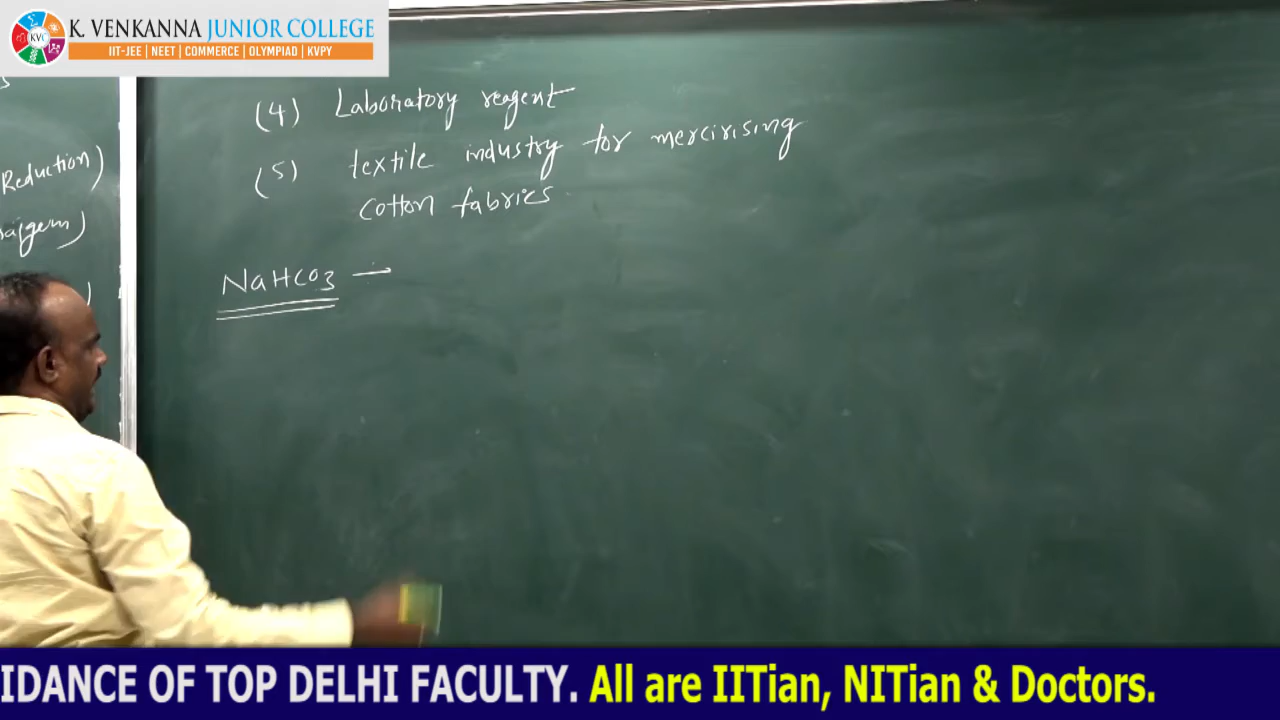 K. VENKANNA JUNIOR COLLEGE
KVC
IIT-JEE | NEET | COMMERCE | OLYMPIAD | KVPY
(4) Laboratory reagent
(5) textile industry for mercirising
cotton fabrics
Reduction)
NaHCO3 ÷
IDANCE OF TOP DELHI FACULTY. All are IITian, NITian & Doctors.